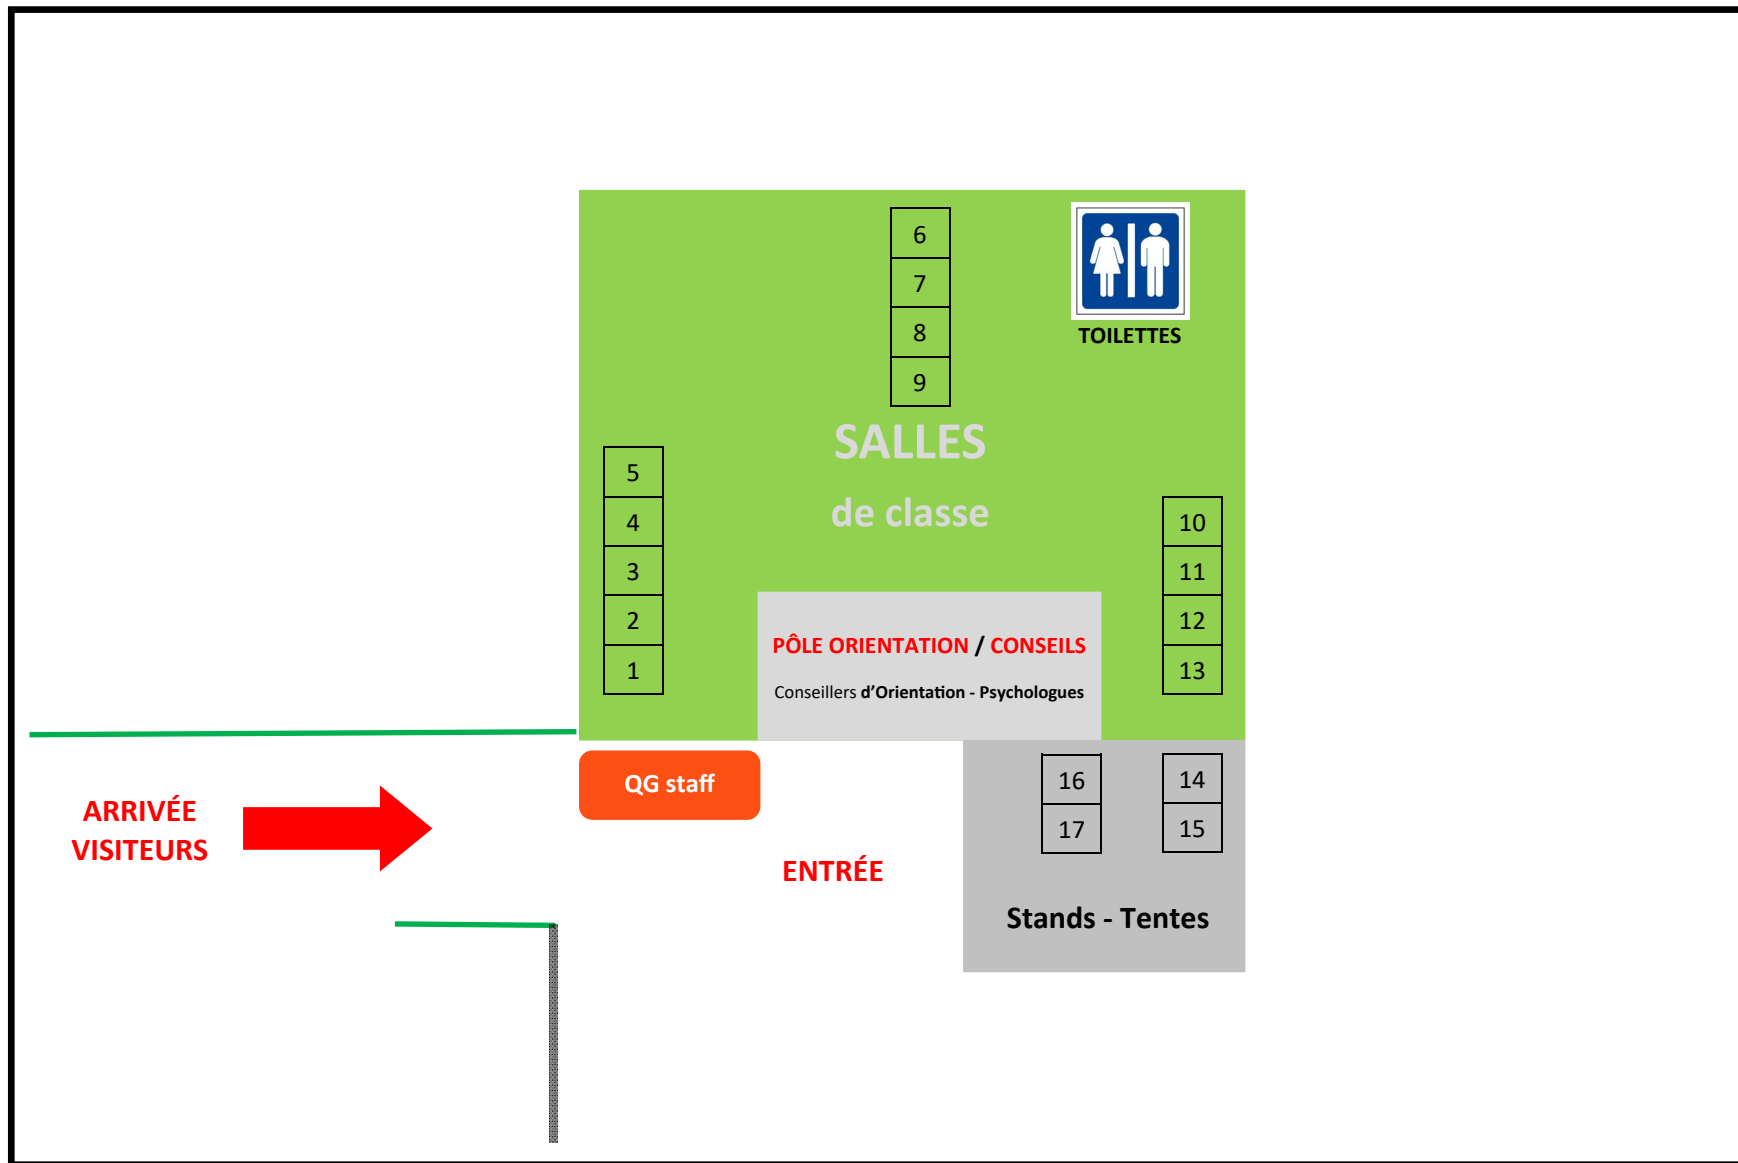 6
7
8
9
TOILETTES
SALLES
de classe
5
4
3
2
1
10
11
12
13
PÔLE ORIENTATION / CONSEILS
Conseillers d'Orientation - Psychologues
QG staff
ARRIVÉE
VISITEURS
ENTRÉE
16
17
14
15
Stands - Tentes